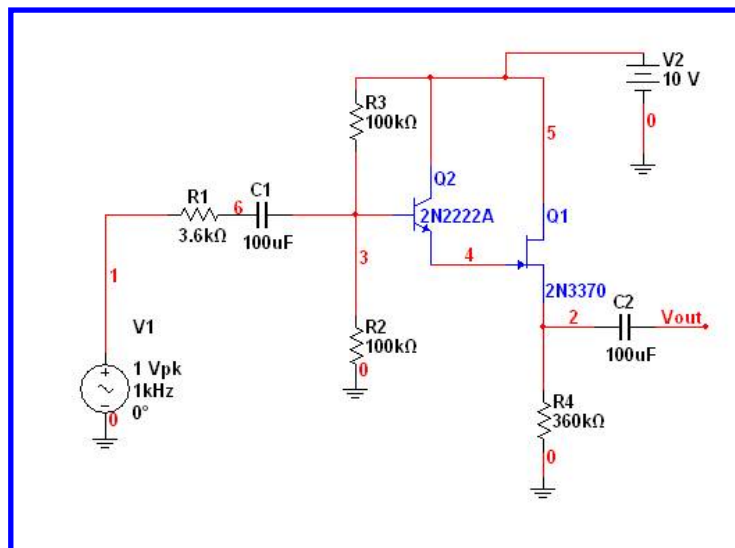 V2
10 V
0
R3
100kΩ
5
Q2
Q1
R1
3.6kΩ
6
C1
100uF
2N2222A
3
4
2N3370
1
C2
100uF
2
Vout
V1
1 Vpk
1kHz
0°
0
R2
100kΩ
0
R4
360kΩ
0